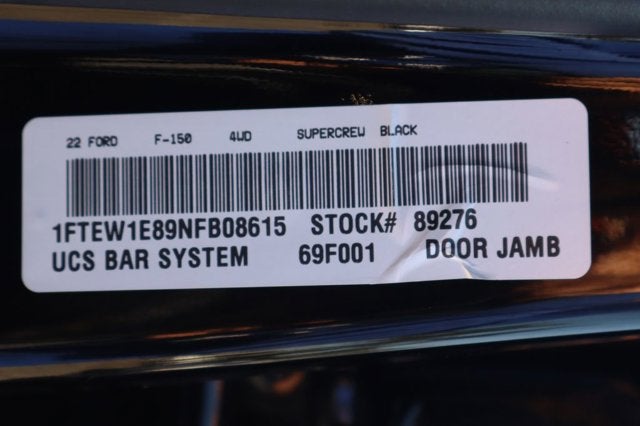 22 FORD F-150 4WD SUPERCREW BLACK
1FTEW1E89NFB08615 STOCK# 89276
UCS BAR SYSTEM 69F001 DOOR JAMB